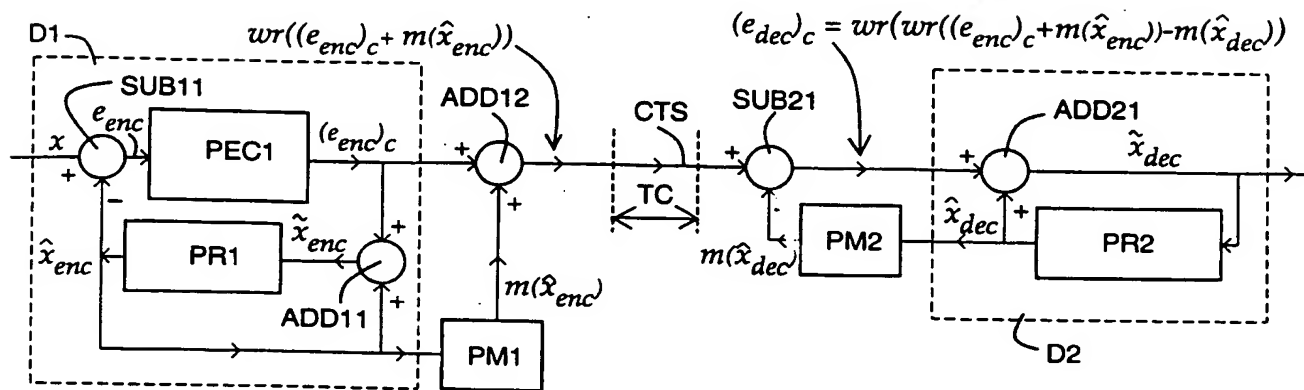 D1
wr((e_enc)_c + m(x̂_enc))
(e_dec)_c = wr(wr((e_enc)_c+m(x̂_enc))-m(x̂_dec))
SUB11
ADD12
SUB21
ADD21
CTS
x
e_enc
PEC1
(e_enc)_c
x̃_dec
+
+
+
+
-
+
+
-
+
+
TC
x̂_enc
PR1
x̃_enc
ADD11
m(x̂_enc)
m(x̂_dec)
PM2
x̂_dec
PR2
PM1
D2